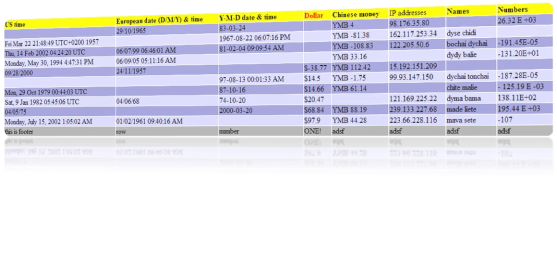 CS time European date (D/M/Y) & time Y-M-D date & time Dollar Chinese money IP addresses Names Numbers
29/10/1965 83-03-24 YMB 4 98.176.35.80 26.32 E +03
Fri Mar 22 21:48:49 UTC+0200 1957 1967-08-22 06:07:16 PM YMB -81.38 162.117.253.34 dyse chidi
Thu, 14 Feb 2002 04:24:20 UTC 06/07/99 06:46:01 AM 81-02-04 09:09:54 AM YMB -108.83 122.205.50.6 bochai dychai -191.45E-05
Monday, May 30, 1994 4:47:31 PM 06/09/05 05:11:16 AM YMB 33.16 dydy balie -131.20E+01
09/28/2000 24/11/1957 $-38.77 YMB 112.42 15.192.151.209
97-08-13 00:01:33 AM $14.5 YMB -1.75 99.93.147.150 dychai tonchai -187.28E-05
Mon, 29 Oct 1979 00:44:03 UTC 87-10-16 $14.66 YMB 61.14 chite malie - 125.19 E -03
Sat, 9 Jan 1982 05:45:06 UTC 04/06/68 74-10-20 $20.47 121.169.225.22 dyma bama 138.11E+02
04/05/75 2000-03-20 $68.84 YMB 88.19 239.133.227.68 made liete 195.44 E +03
Monday, July 15, 2002 1:05:02 AM 01/02/1961 09:40:16 AM $97.9 YMB 44.28 223.66.228.116 mava sete -107
this is footer row number ONE! adsf adsf adsf adsf